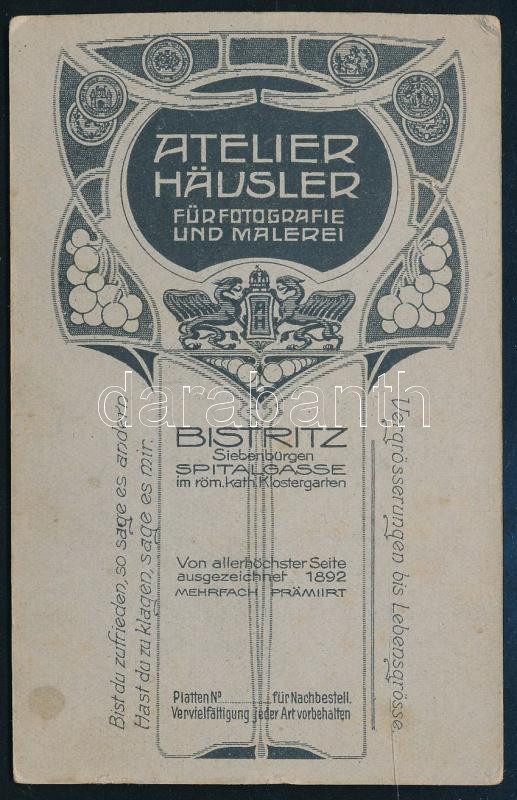 ATELIER
HÄUSLER
FÜR FOTOGRAFIE
UND MALEREI
AH
BISTRITZ
Siebenbürgen
SPITALGASSE
im röm. kath. Klostergarten
Von allerhöchster Seite
ausgezeichnet 1892
MEHRFACH PRÄMIIRT
Platten No. für Nachbestell.
Vervielfältigung jeder Art vorbehalten
Bist du zufrieden, so sage es andern,
Hast du zu klagen, sage es mir.
Vergrösserungen bis Lebensgrösse.
darabanth